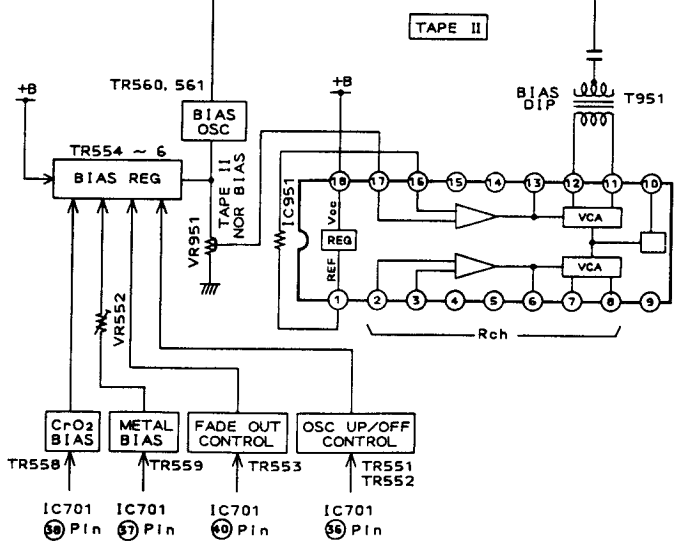 TAPE II
TR560, 561
+B
BIAS
OSC
+B
BIAS
DIP
T951
TR554 ~ 6
BIAS REG
TAPE II
NOR BIAS
VR951
IC951
18 17 16 15 14 13 12 11 10
Vcc
REG
REF
VCA
VCA
1 2 3 4 5 6 7 8 9
Rch
VR552
CrO2
BIAS
METAL
BIAS
FADE OUT
CONTROL
OSC UP/OFF
CONTROL
TR558
TR559
TR553
TR551
TR552
IC701
38 Pin
IC701
37 Pin
IC701
40 Pin
IC701
36 Pin